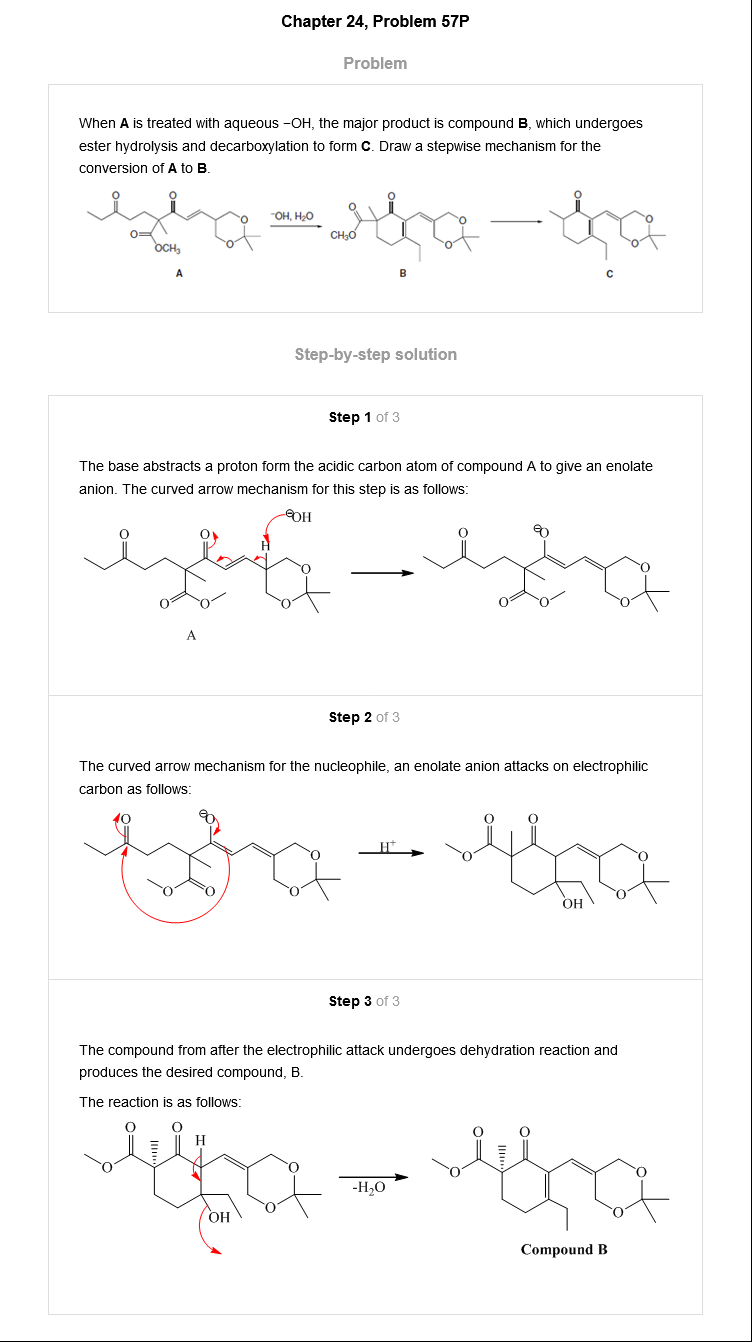 Chapter 24, Problem 57P
Problem
When A is treated with aqueous −OH, the major product is compound B, which undergoes
ester hydrolysis and decarboxylation to form C. Draw a stepwise mechanism for the
conversion of A to B.
O O O O O OCH3 A
⁻OH, H2O
O O CH3O O O B
O O O C
Step-by-step solution
Step 1 of 3
The base abstracts a proton form the acidic carbon atom of compound A to give an enolate
anion. The curved arrow mechanism for this step is as follows:
⊖OH
O O H O O O O
O ⊖O O O O O
A
Step 2 of 3
The curved arrow mechanism for the nucleophile, an enolate anion attacks on electrophilic
carbon as follows:
O ⊖O O O O O
H⁺
O O O O O OH
Step 3 of 3
The compound from after the electrophilic attack undergoes dehydration reaction and
produces the desired compound, B.
The reaction is as follows:
O O H O O O OH
-H2O
O O O O O
Compound B